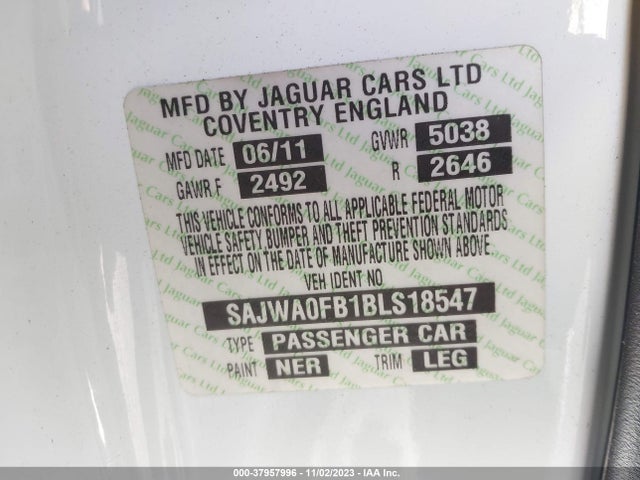 MFD BY JAGUAR CARS LTD
COVENTRY ENGLAND
MFD DATE 06/11 GVWR 5038
GAWR F 2492 R 2646
THIS VEHICLE CONFORMS TO ALL APPLICABLE FEDERAL MOTOR
VEHICLE SAFETY, BUMPER AND THEFT PREVENTION STANDARDS
IN EFFECT ON THE DATE OF MANUFACTURE SHOWN ABOVE
VEH IDENT NO
SAJWA0FB1BLS18547
TYPE PASSENGER CAR
PAINT NER TRIM LEG
000-37957996 - 11/02/2023 - IAA Inc.